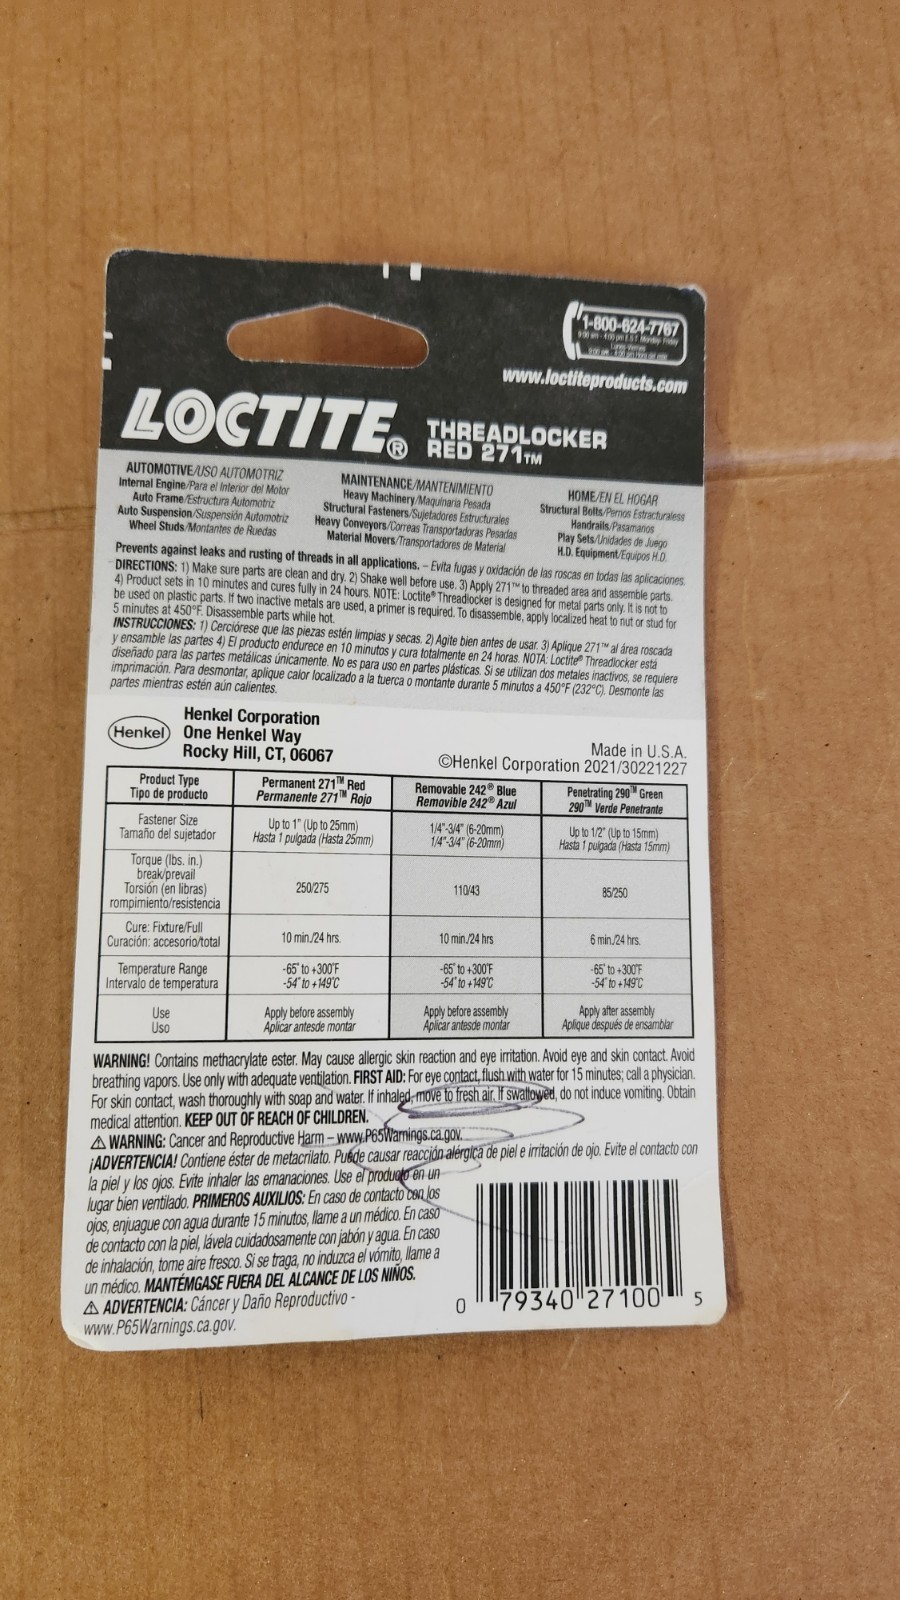 1-800-624-7767
9:00 am - 4:00 pm E.S.T. Monday-Friday
Lunes-Viernes
www.loctiteproducts.com
LOCTITE®
THREADLOCKER
RED 271™
AUTOMOTIVE/USO AUTOMOTRIZ
Internal Engine/Para el Interior del Motor
Auto Frame/Estructura Automotriz
Auto Suspensión/Suspensión Automotriz
Wheel Studs/Montantes de Ruedas
MAINTENANCE/MANTENIMIENTO
Heavy Machinery/Maquinaria Pesada
Structural Fasteners/Sujetadores Estructurales
Heavy Conveyors/Correas Transportadoras Pesadas
Material Movers/Transportadores de Material
HOME/EN EL HOGAR
Structural Bolts/Pernos Estracturaless
Handrails/Pasamanos
Play Sets/Unidades de Juego
H.D. Equipment/Equipos H.D.
Prevents against leaks and rusting of threads in all applications. – Evita fugas y oxidación de las roscas en todas las aplicaciones.
DIRECTIONS: 1) Make sure parts are clean and dry. 2) Shake well before use. 3) Apply 271™ to threaded area and assemble parts.
4) Product sets in 10 minutes and cures fully in 24 hours. NOTE: Loctite® Threadlocker is designed for metal parts only. It is not to
be used on plastic parts. If two inactive metals are used, a primer is required. To disassemble, apply localized heat to nut or stud for
5 minutes at 450°F. Disassemble parts while hot.
INSTRUCCIONES: 1) Cerciórese que las piezas estén limpias y secas. 2) Agite bien antes de usar. 3) Aplique 271™ al área roscada
y ensamble las partes 4) El producto endurece en 10 minutos y cura totalmente en 24 horas. NOTA: Loctite® Threadlocker está
diseñado para las partes metálicas únicamente. No es para uso en partes plásticas. Si se utilizan dos metales inactivos, se requiere
imprimación. Para desmontar, aplique calor localizado a la tuerca o montante durante 5 minutos a 450°F (232°C). Desmonte las
partes mientras estén aún calientes.
Henkel
Henkel Corporation
One Henkel Way
Rocky Hill, CT, 06067
Made in U.S.A.
©Henkel Corporation 2021/30221227
Product Type
Tipo de producto
Permanent 271™ Red
Permanente 271™ Rojo
Removable 242® Blue
Removible 242® Azul
Penetrating 290™ Green
290™ Verde Penetrante
Fastener Size
Tamaño del sujetador
Up to 1" (Up to 25mm)
Hasta 1 pulgada (Hasta 25mm)
1/4"-3/4" (6-20mm)
1/4"-3/4" (6-20mm)
Up to 1/2" (Up to 15mm)
Hasta 1 pulgada (Hasta 15mm)
Torque (lbs. in.)
break/prevail
Torsión (en libras)
rompimiento/resistencia
250/275
110/43
85/250
Cure: Fixture/Full
Curación: accesorio/total
10 min./24 hrs.
10 min./24 hrs
6 min./24 hrs.
Temperature Range
Intervalo de temperatura
-65° to +300°F
-54° to +149°C
-65° to +300°F
-54° to +149°C
-65° to +300°F
-54° to +149°C
Use
Uso
Apply before assembly
Aplicar antesde montar
Apply before assembly
Aplicar antesde montar
Apply after assembly
Aplique después de ensamblar
WARNING! Contains methacrylate ester. May cause allergic skin reaction and eye irritation. Avoid eye and skin contact. Avoid
breathing vapors. Use only with adequate ventilation. FIRST AID: For eye contact, flush with water for 15 minutes; call a physician.
For skin contact, wash thoroughly with soap and water. If inhaled, move to fresh air. If swallowed, do not induce vomiting. Obtain
medical attention. KEEP OUT OF REACH OF CHILDREN.
⚠ WARNING: Cancer and Reproductive Harm – www.P65Warnings.ca.gov.
¡ADVERTENCIA! Contiene éster de metacrilato. Puede causar reacción alérgica de piel e irritación de ojo. Evite el contacto con
la piel y los ojos. Evite inhaler las emanaciones. Use el producto en un
lugar bien ventilado. PRIMEROS AUXILIOS: En caso de contacto con los
ojos, enjuague con agua durante 15 minutos, llame a un médico. En caso
de contacto con la piel, lávela cuidadosamente con jabón y agua. En caso
de inhalación, tome aire fresco. Si se traga, no induzca el vómito, llame a
un médico. MANTÉMGASE FUERA DEL ALCANCE DE LOS NIÑOS.
⚠ ADVERTENCIA: Cáncer y Daño Reproductivo -
www.P65Warnings.ca.gov.
0 79340 27100 5